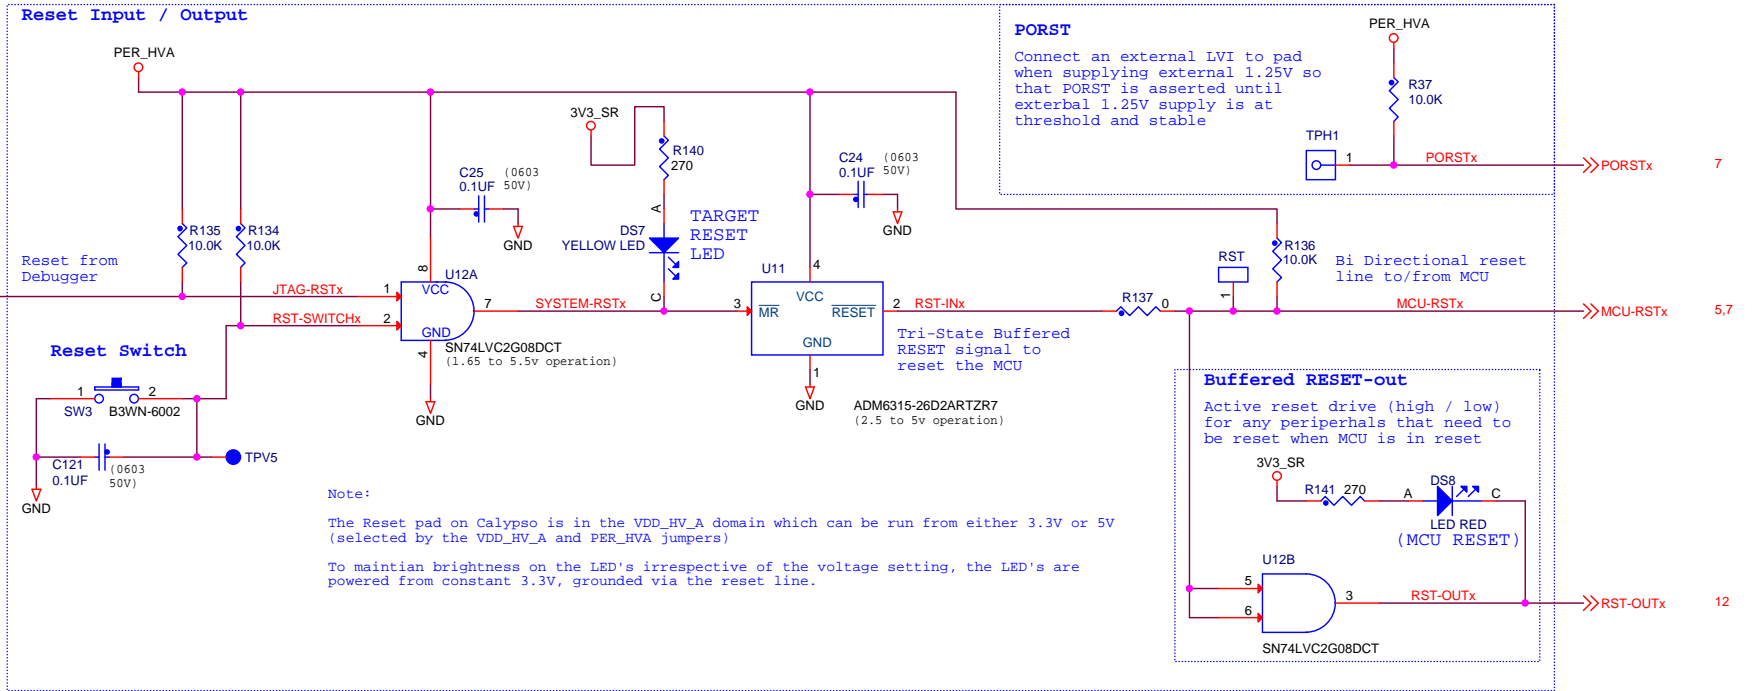 Reset Input / Output
PER_HVA
R135
10.0K
R134
10.0K
Reset from
Debugger
JTAG-RSTx
1
RST-SWITCHx
2
8
VCC
U12A
GND
4
7
SN74LVC2G08DCT
(1.65 to 5.5v operation)
GND
C25
0.1UF
(0603
50V)
GND
SYSTEM-RSTx
3V3_SR
R140
270
A
DS7
YELLOW LED
C
TARGET
RESET
LED
U11
4
VCC
3
MR
RESET
2
GND
1
GND
ADM6315-26D2ARTZR7
(2.5 to 5v operation)
C24
0.1UF
(0603
50V)
GND
RST-INx
Tri-State Buffered
RESET signal to
reset the MCU
R137
0
RST
1
R136
10.0K
Bi Directional reset
line to/from MCU
MCU-RSTx
MCU-RSTx
5,7
PORST
Connect an external LVI to pad
when supplying external 1.25V so
that PORST is asserted until
exterbal 1.25V supply is at
threshold and stable
PER_HVA
R37
10.0K
TPH1
1
PORSTx
PORSTx
7
Reset Switch
1
2
SW3
B3WN-6002
C121
0.1UF
(0603
50V)
TPV5
GND
Note:
The Reset pad on Calypso is in the VDD_HV_A domain which can be run from either 3.3V or 5V
(selected by the VDD_HV_A and PER_HVA jumpers)
To maintian brightness on the LED's irrespective of the voltage setting, the LED's are
powered from constant 3.3V, grounded via the reset line.
Buffered RESET-out
Active reset drive (high / low)
for any periperhals that need to
be reset when MCU is in reset
3V3_SR
R141
270
A
DS8
C
LED RED
(MCU RESET)
U12B
5
6
3
SN74LVC2G08DCT
RST-OUTx
RST-OUTx
12